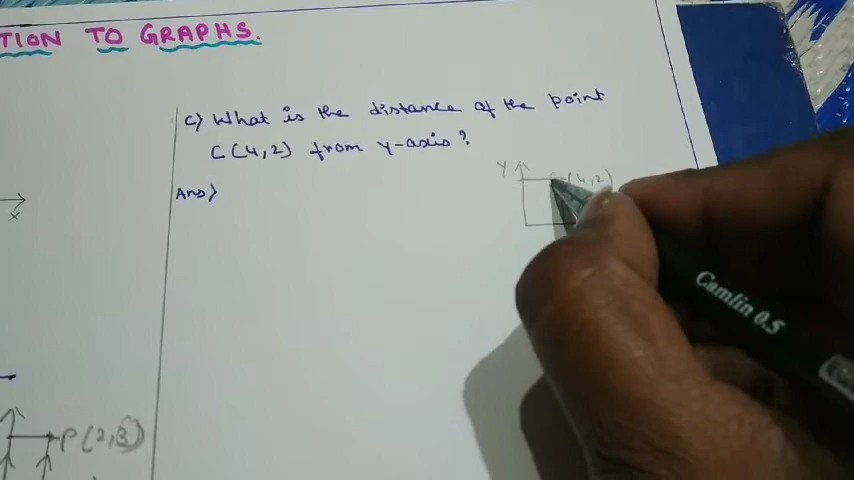 TION TO GRAPHS.
c) What is the distance of the point
C(4,2) from Y-axis?
Y
C(4,2)
Ans)
X
Camlin 0.5
P(2,3)